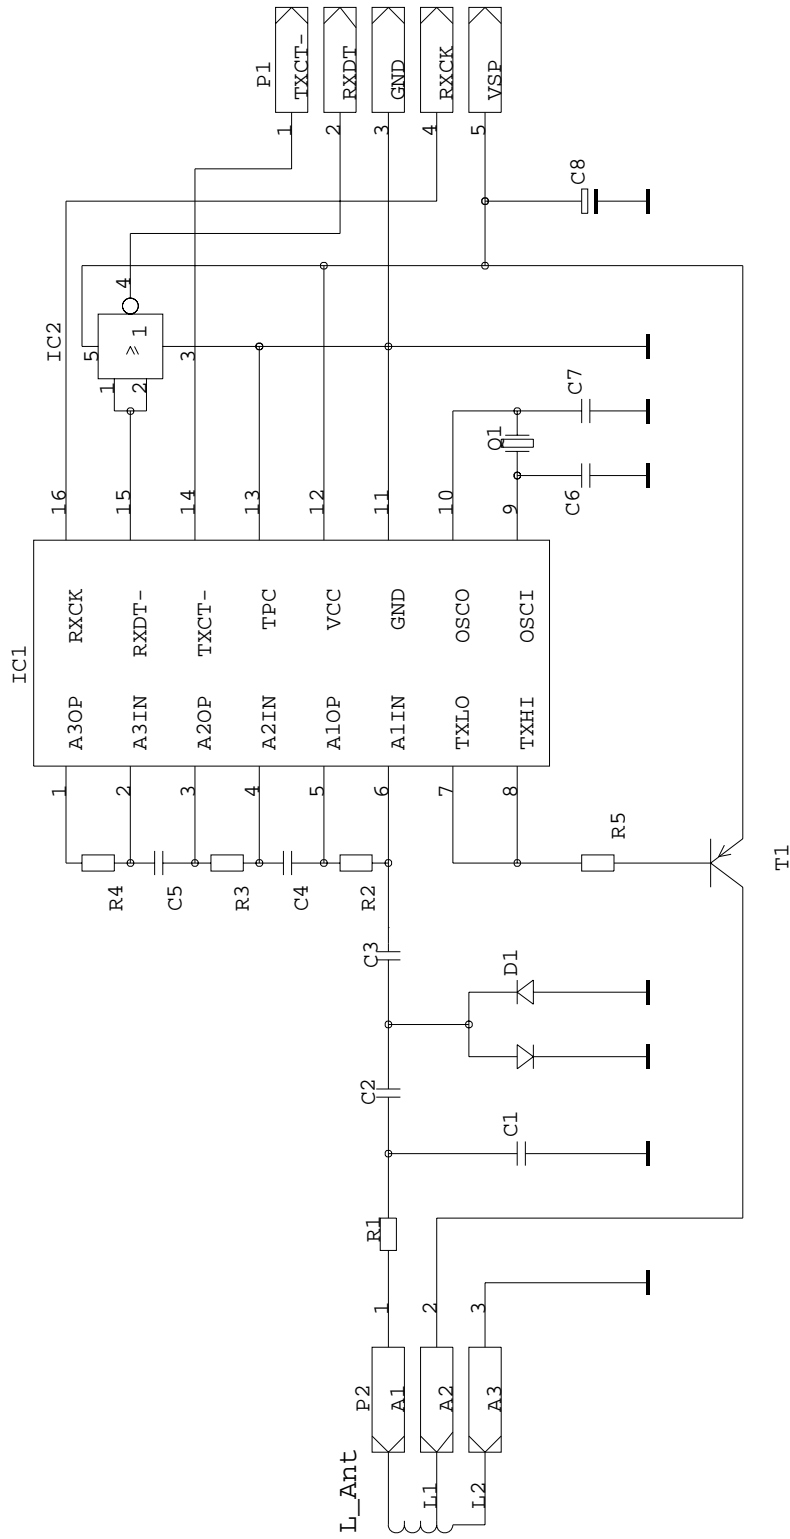 P1
TXCT-
RXDT
GND
RXCK
VSP
1
2
3
4
5
C8
4
IC2
5
≥ 1
3
1
2
C7
Q1
C6
16
15
14
13
12
11
10
9
IC1
RXCK
RXDT-
TXCT-
TPC
VCC
GND
OSCO
OSCI
A3OP
A3IN
A2OP
A2IN
A1OP
A1IN
TXLO
TXHI
1
2
3
4
5
6
7
8
R5
T1
R4
C5
R3
C4
R2
C3
D1
C2
C1
R1
1
2
3
P2
A1
A2
A3
L_Ant
L1
L2